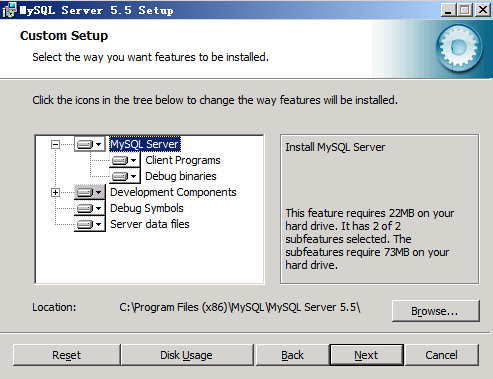 MySQL Server 5.5 Setup
Custom Setup
Select the way you want features to be installed.
Click the icons in the tree below to change the way features will be installed.
MySQL Server
Client Programs
Debug binaries
Development Components
Debug Symbols
Server data files
Install MySQL Server
This feature requires 22MB on your
hard drive. It has 2 of 2
subfeatures selected. The
subfeatures require 73MB on your
hard drive.
Location: C:\Program Files (x86)\MySQL\MySQL Server 5.5\
Browse...
Reset Disk Usage Back Next Cancel